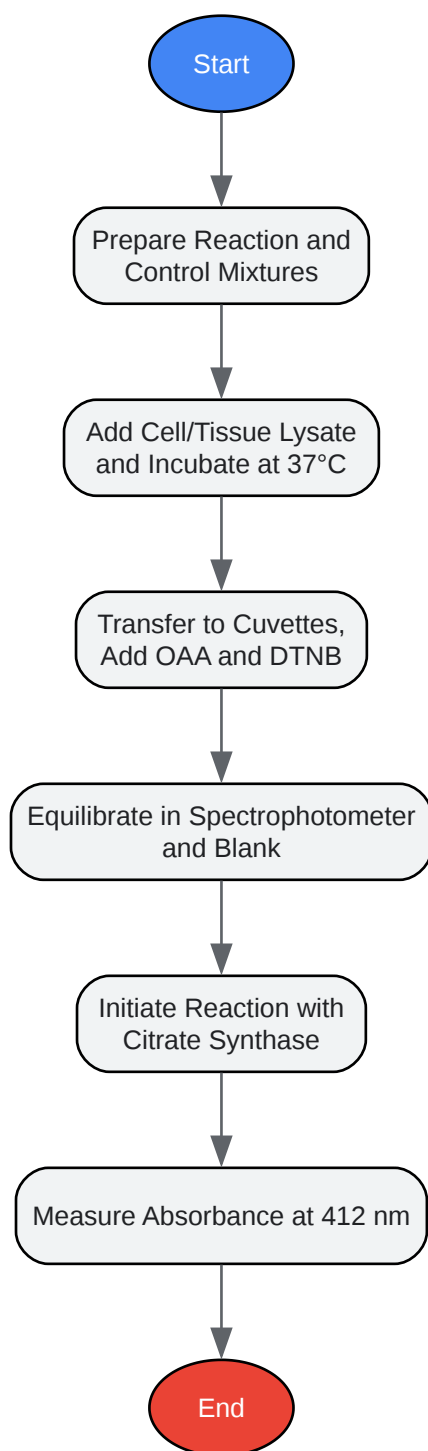 Start
Prepare Reaction and
Control Mixtures
Add Cell/Tissue Lysate
and Incubate at 37°C
Transfer to Cuvettes,
Add OAA and DTNB
Equilibrate in Spectrophotometer
and Blank
Initiate Reaction with
Citrate Synthase
Measure Absorbance at 412 nm
End